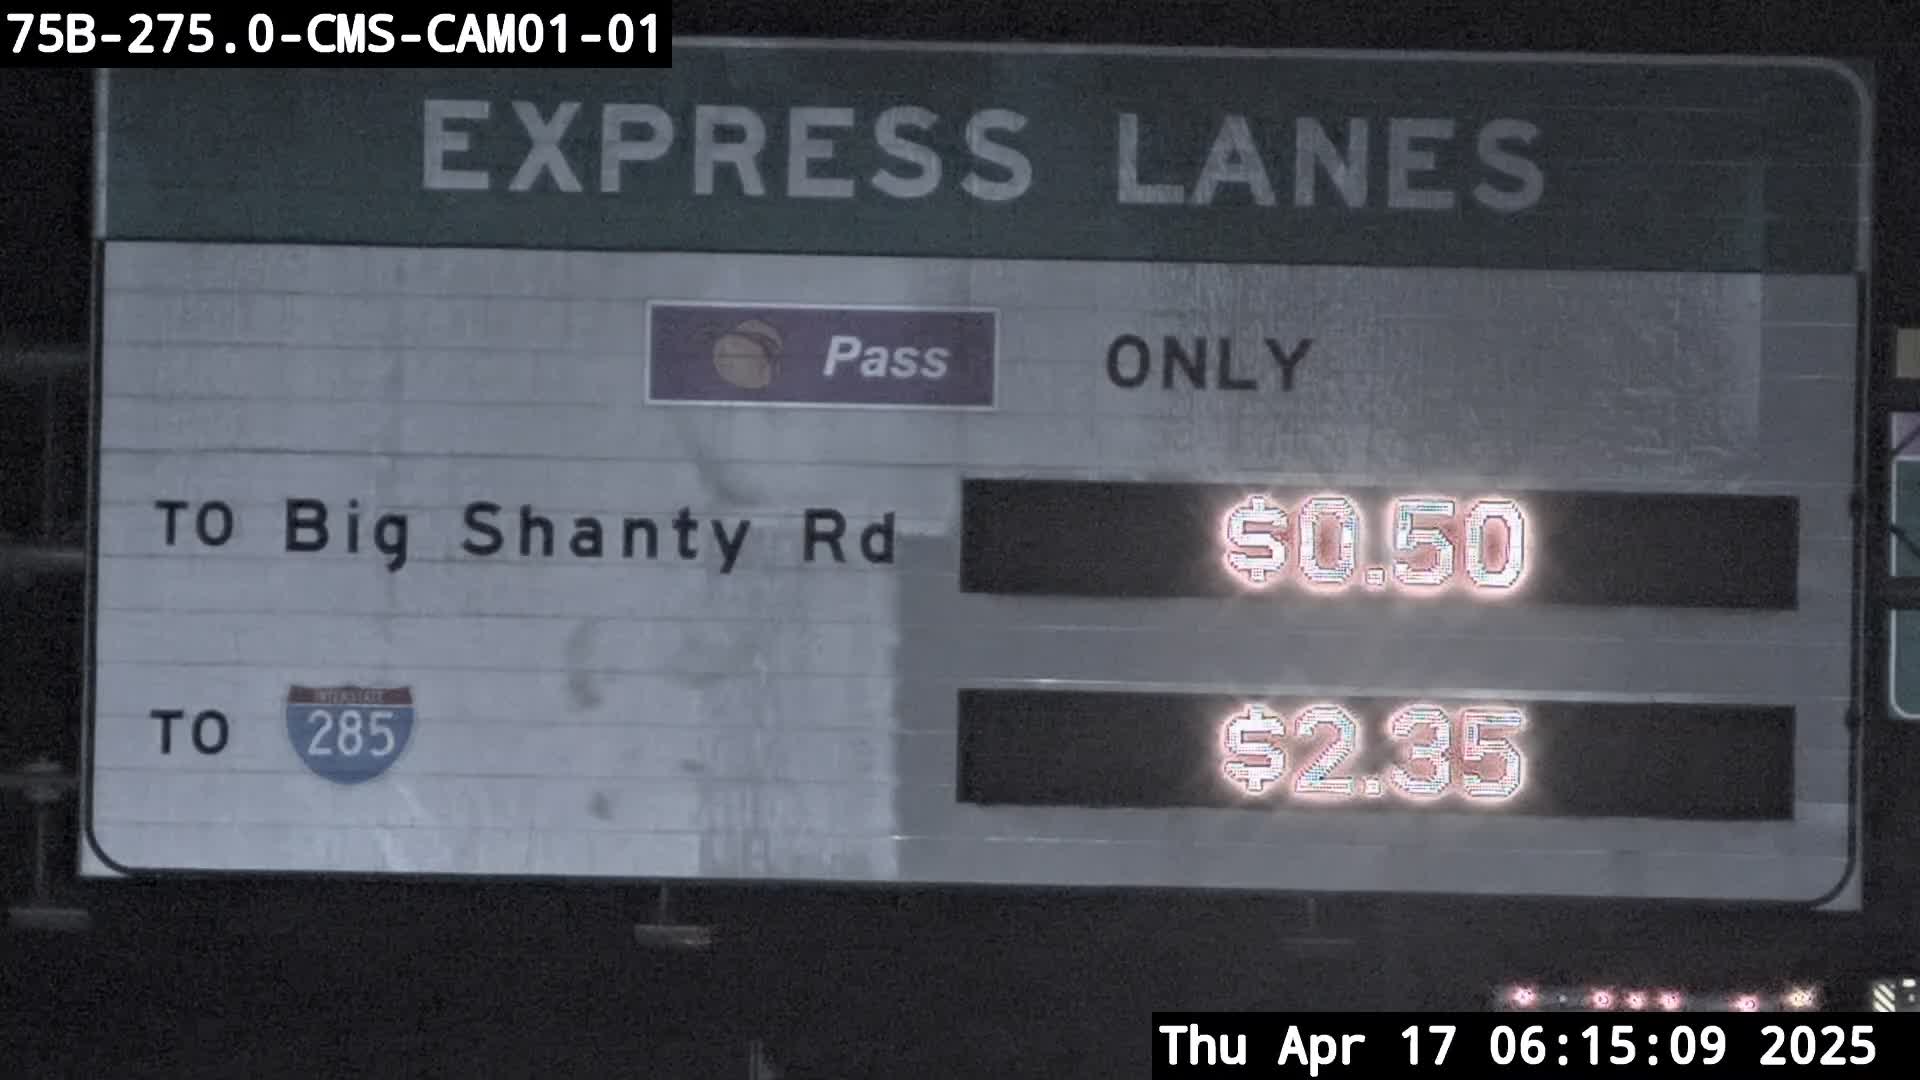 75B-275.0-CMS-CAM01-01
EXPRESS LANES
Pass ONLY
TO Big Shanty Rd $0.50
INTERSTATE
TO 285 $2.35
Thu Apr 17 06:15:09 2025